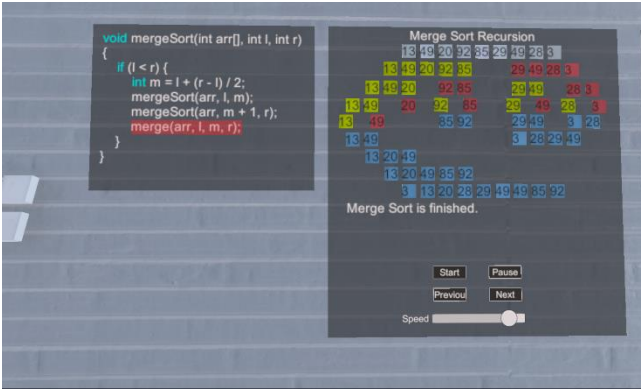 void mergeSort(int arr[], int l, int r)
{
if (l < r) {
int m = l + (r - l) / 2;
mergeSort(arr, l, m);
mergeSort(arr, m + 1, r);
merge(arr, l, m, r);
}
}
Merge Sort Recursion
13 49 20 92 85 29 49 28 3
13 49 20 92 85 29 49 28 3
13 49 20 92 85 29 49 28 3
13 49 20 92 85 29 49 28 3
13 49 85 92 29 49 3 28
13 49 3 28 29 49
13 20 49
13 20 49 85 92
3 13 20 28 29 49 49 85 92
Merge Sort is finished.
Start Pause
Previou Next
Speed